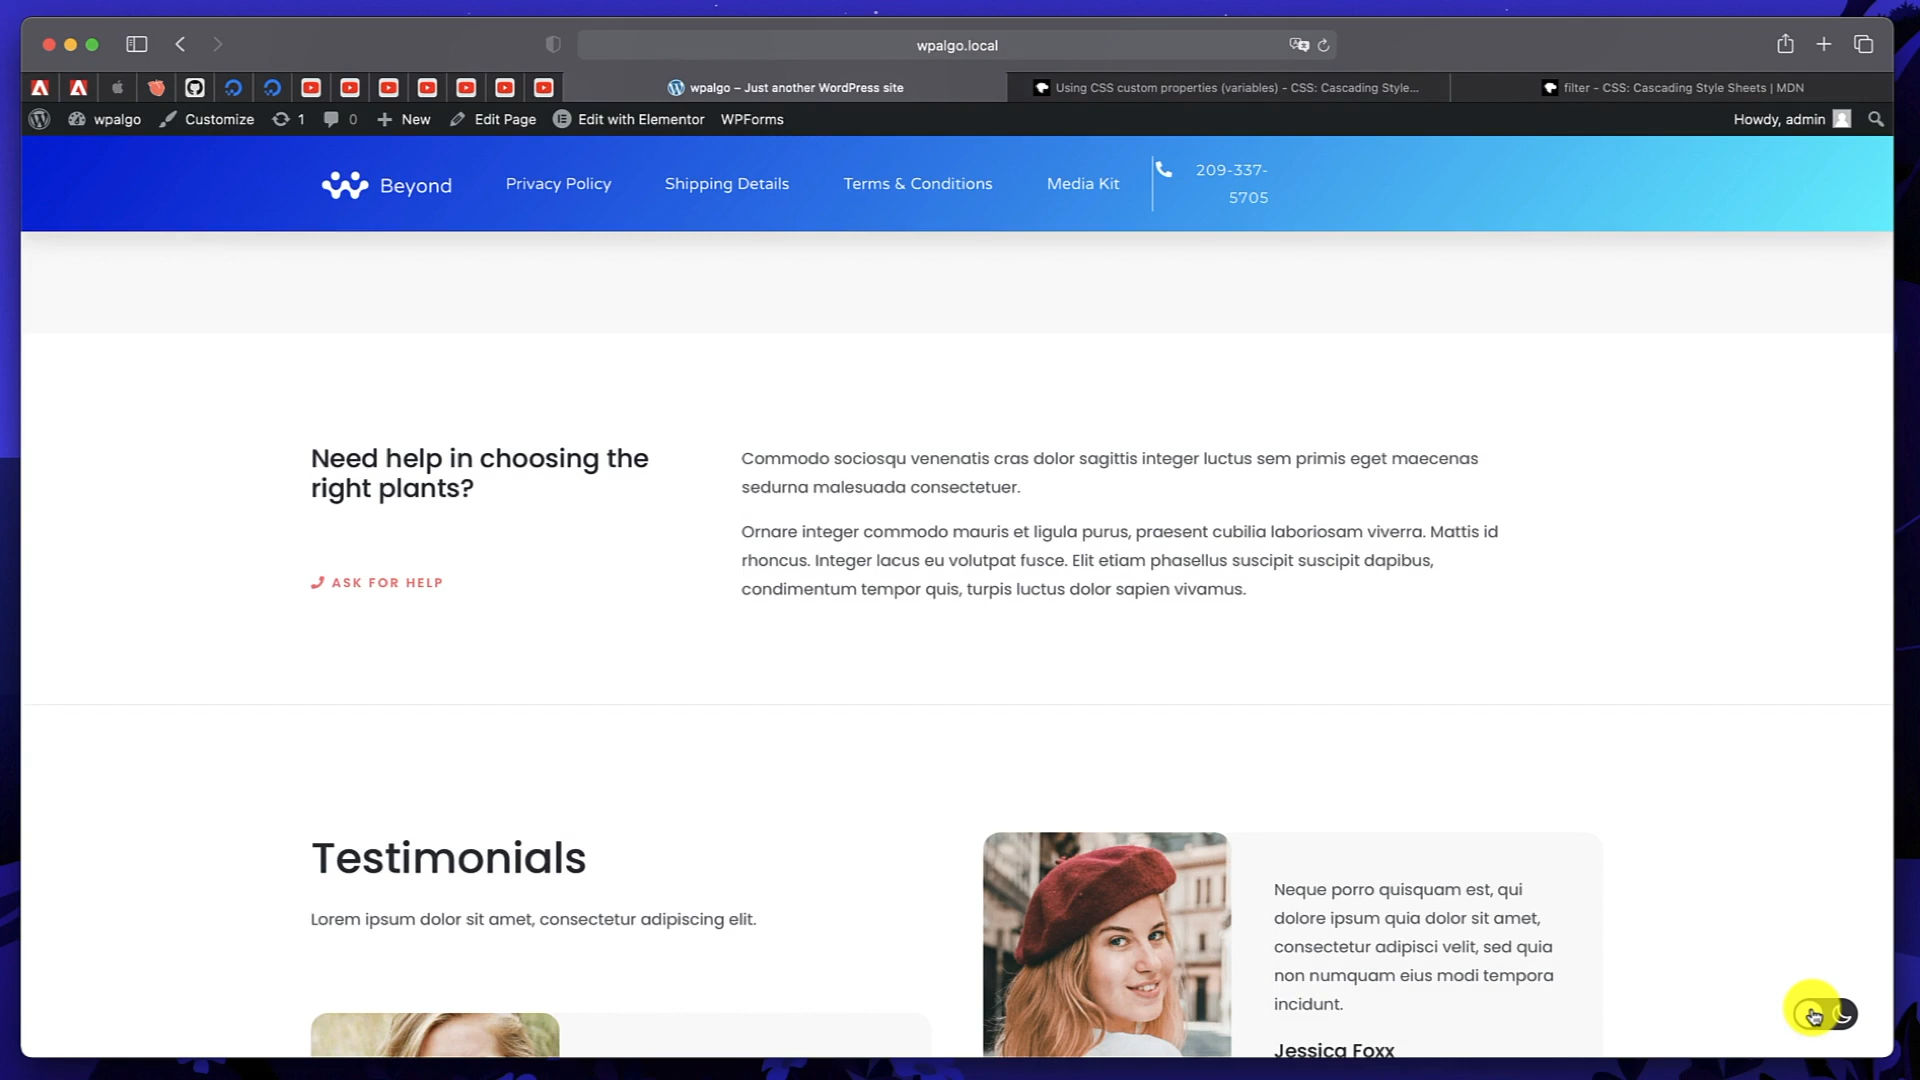 wpalgo.local
wpalgo – Just another WordPress site
Using CSS custom properties (variables) - CSS: Cascading Style...
filter - CSS: Cascading Style Sheets | MDN
wpalgo
Customize
1
0
New
Edit Page
Edit with Elementor
WPForms
Howdy, admin
Beyond
Privacy Policy
Shipping Details
Terms & Conditions
Media Kit
209-337-
5705
Need help in choosing the
right plants?
ASK FOR HELP
Commodo sociosqu venenatis cras dolor sagittis integer luctus sem primis eget maecenas
sedurna malesuada consectetuer.
Ornare integer commodo mauris et ligula purus, praesent cubilia laboriosam viverra. Mattis id
rhoncus. Integer lacus eu volutpat fusce. Elit etiam phasellus suscipit suscipit dapibus,
condimentum tempor quis, turpis luctus dolor sapien vivamus.
Testimonials
Lorem ipsum dolor sit amet, consectetur adipiscing elit.
Neque porro quisquam est, qui
dolore ipsum quia dolor sit amet,
consectetur adipisci velit, sed quia
non numquam eius modi tempora
incidunt.
Jessica Foxx